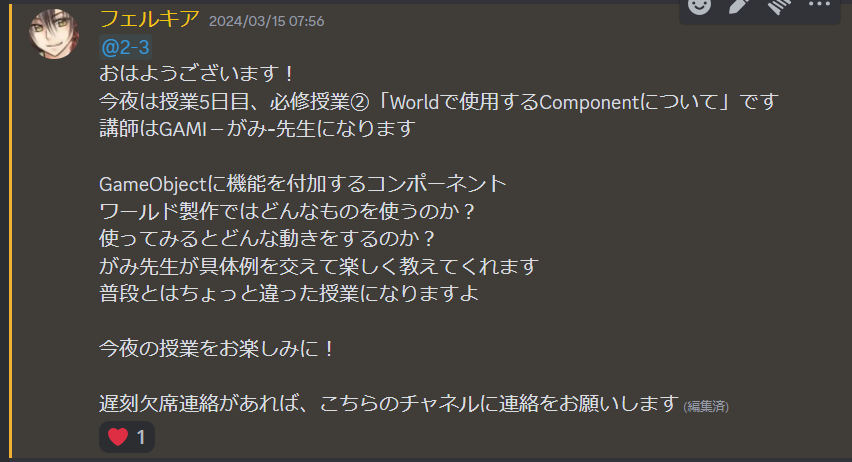 フェルキア 2024/03/15 07:56
@2-3
おはようございます！
今夜は授業5日目、必修授業②「Worldで使用するComponentについて」です
講師はGAMI－がみ-先生になります
GameObjectに機能を付加するコンポーネント
ワールド製作ではどんなものを使うのか？
使ってみるとどんな動きをするのか？
がみ先生が具体例を交えて楽しく教えてくれます
普段とはちょっと違った授業になりますよ
今夜の授業をお楽しみに！
遅刻欠席連絡があれば、こちらのチャネルに連絡をお願いします (編集済)
❤️ 1